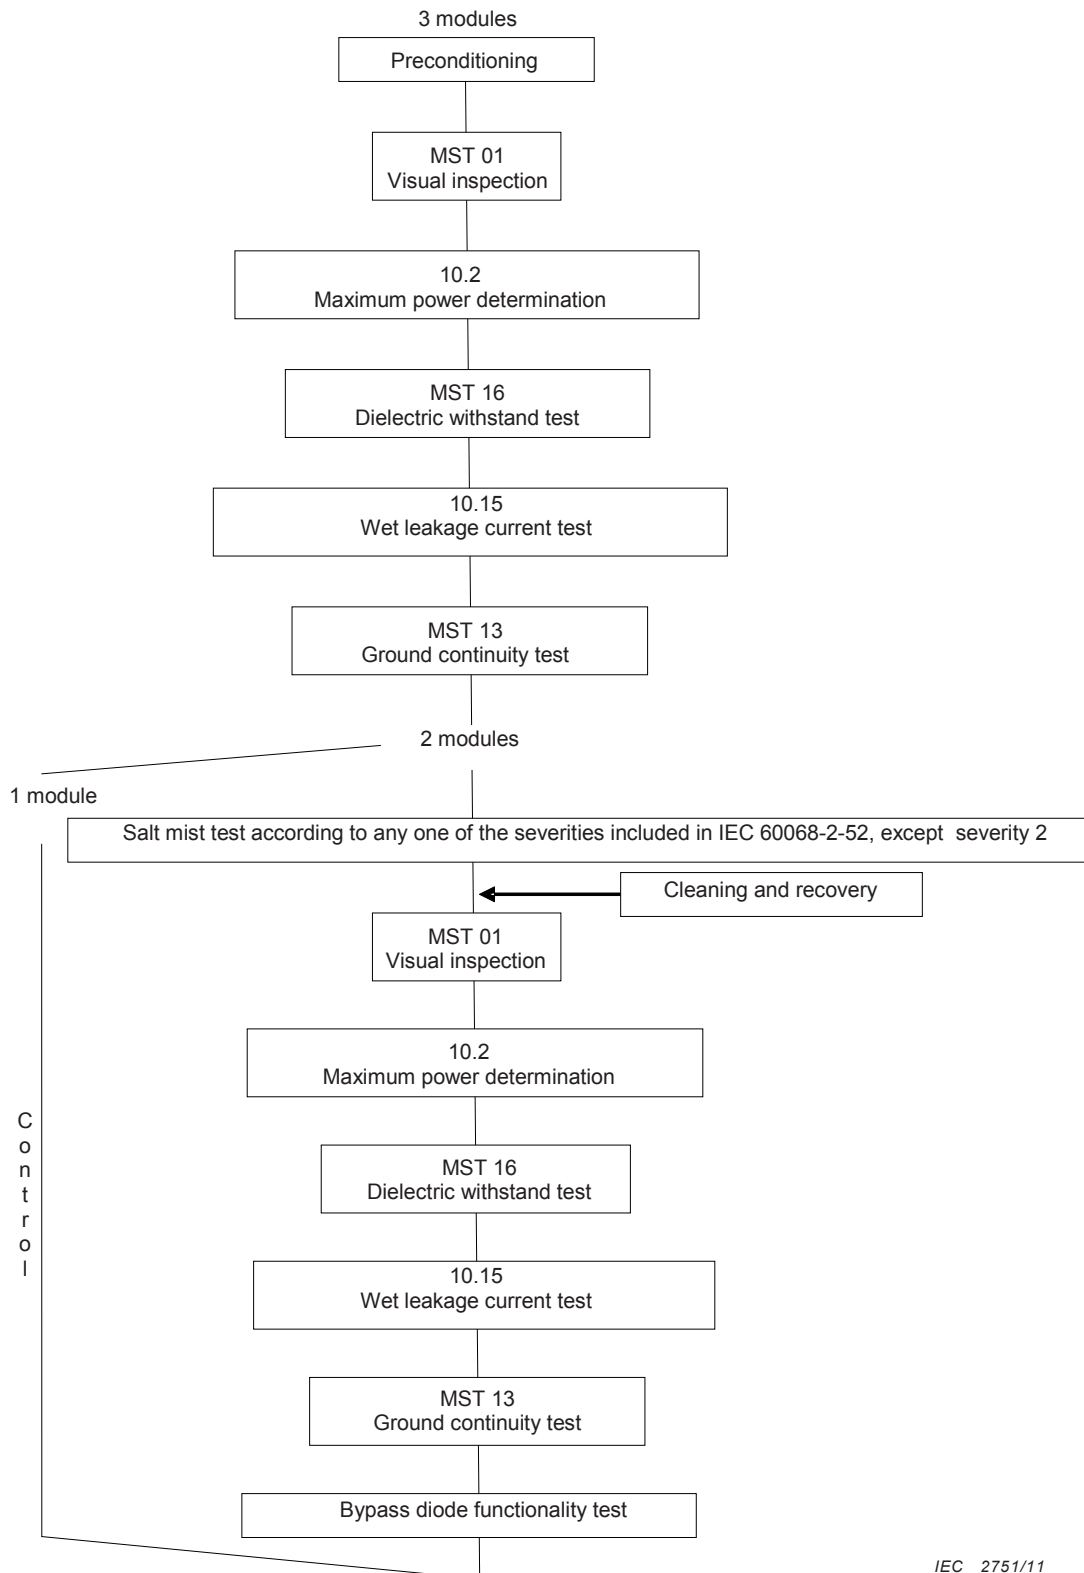 3 modules
Preconditioning
MST 01
Visual inspection
10.2
Maximum power determination
MST 16
Dielectric withstand test
10.15
Wet leakage current test
MST 13
Ground continuity test
2 modules
1 module
Salt mist test according to any one of the severities included in IEC 60068-2-52, except severity 2
Cleaning and recovery
MST 01
Visual inspection
10.2
Maximum power determination
MST 16
Dielectric withstand test
Control
10.15
Wet leakage current test
MST 13
Ground continuity test
Bypass diode functionality test
IEC 2751/11